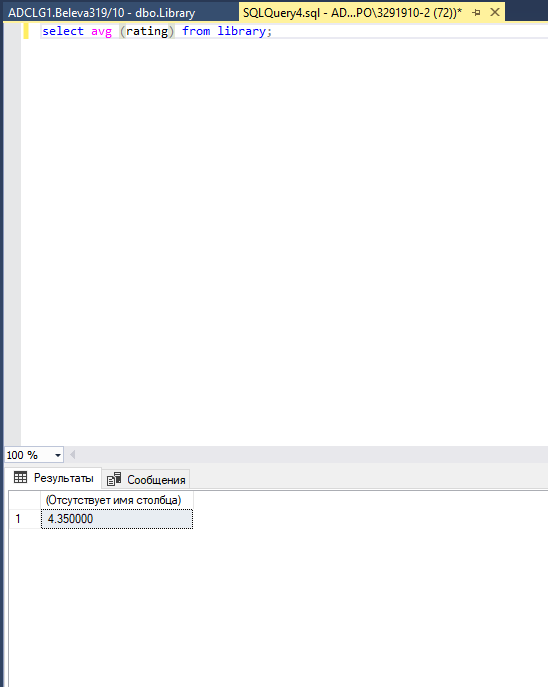 ADCLG1.Beleva319/10 - dbo.Library
SQLQuery4.sql - AD...PO\3291910-2 (72))*
select avg (rating) from library;
100 %
Результаты
Сообщения
(Отсутствует имя столбца)
1 4.350000